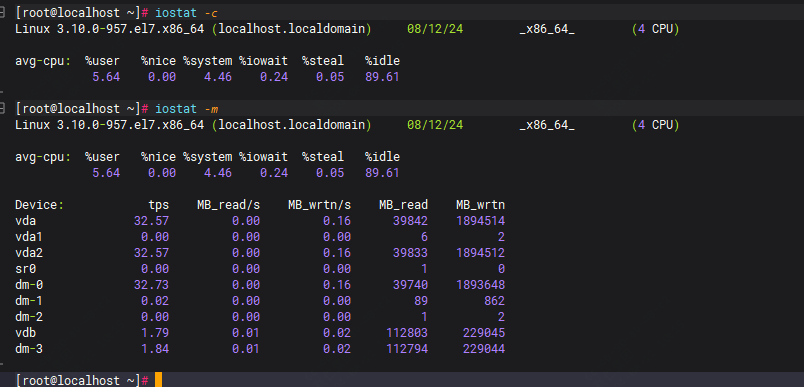 [root@localhost ~]# iostat -c
Linux 3.10.0-957.el7.x86_64 (localhost.localdomain) 08/12/24 _x86_64_ (4 CPU)
avg-cpu: %user %nice %system %iowait %steal %idle
5.64 0.00 4.46 0.24 0.05 89.61
[root@localhost ~]# iostat -m
Linux 3.10.0-957.el7.x86_64 (localhost.localdomain) 08/12/24 _x86_64_ (4 CPU)
avg-cpu: %user %nice %system %iowait %steal %idle
5.64 0.00 4.46 0.24 0.05 89.61
Device: tps MB_read/s MB_wrtn/s MB_read MB_wrtn
vda 32.57 0.00 0.16 39842 1894514
vda1 0.00 0.00 0.00 6 2
vda2 32.57 0.00 0.16 39833 1894512
sr0 0.00 0.00 0.00 1 0
dm-0 32.73 0.00 0.16 39740 1893648
dm-1 0.02 0.00 0.00 89 862
dm-2 0.00 0.00 0.00 1 2
vdb 1.79 0.01 0.02 112803 229045
dm-3 1.84 0.01 0.02 112794 229044
[root@localhost ~]#